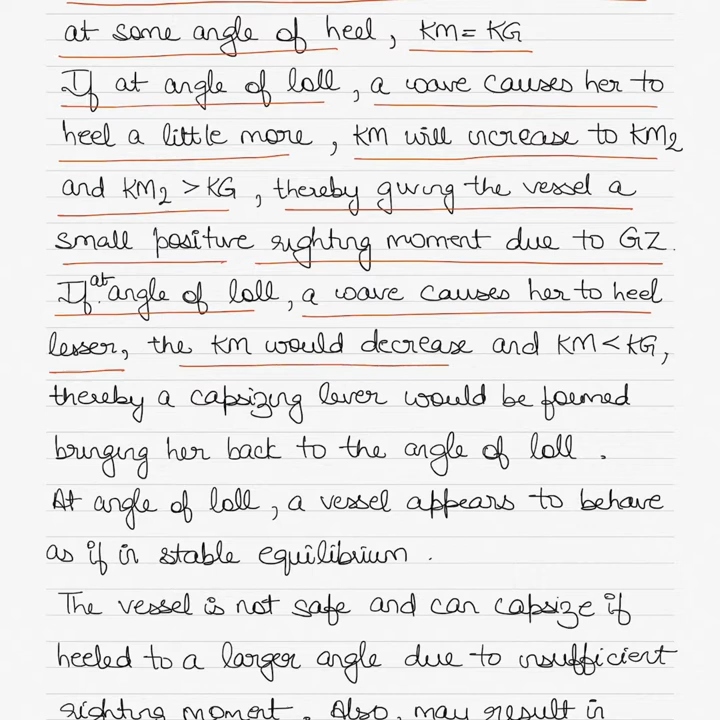 at some angle of heel, KM = KG
If at angle of loll, a wave causes her to
heel a little more, KM will increase to KM₂
and KM₂ > KG, thereby giving the vessel a
small positive righting moment due to GZ.
If at angle of loll, a wave causes her to heel
lesser, the KM would decrease and KM < KG,
thereby a capsizing lever would be formed
bringing her back to the angle of loll.
At angle of loll, a vessel appears to behave
as if in stable equilibrium.
The vessel is not safe and can capsize if
heeled to a larger angle due to insufficient
righting moment. Also, may result in